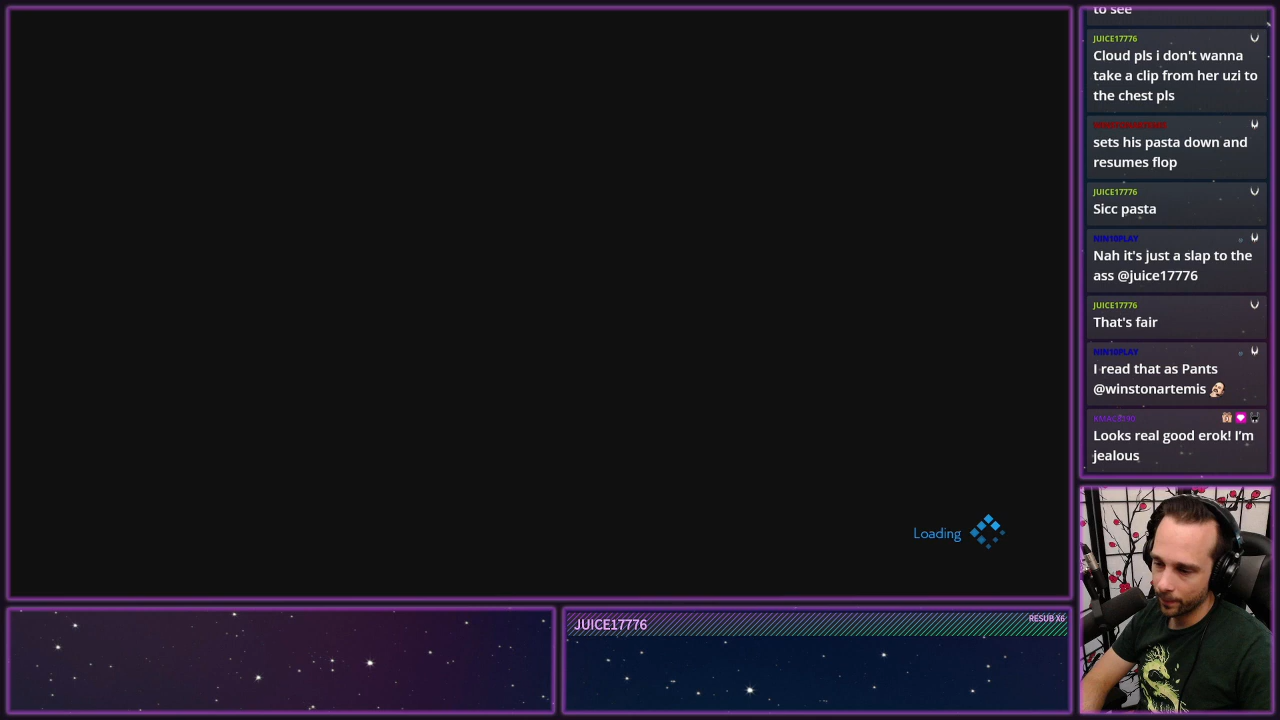 to see
JUICE17776
Cloud pls i don't wanna
take a clip from her uzi to
the chest pls
sets his pasta down and
resumes flop
JUICE17776
Sicc pasta
NIN10PLAY
Nah it's just a slap to the
ass @juice17776
JUICE17776
That's fair
NIN10PLAY
I read that as Pants
@winstonartemis
Looks real good erok! I'm
jealous
Loading
JUICE17776
RESUB X6